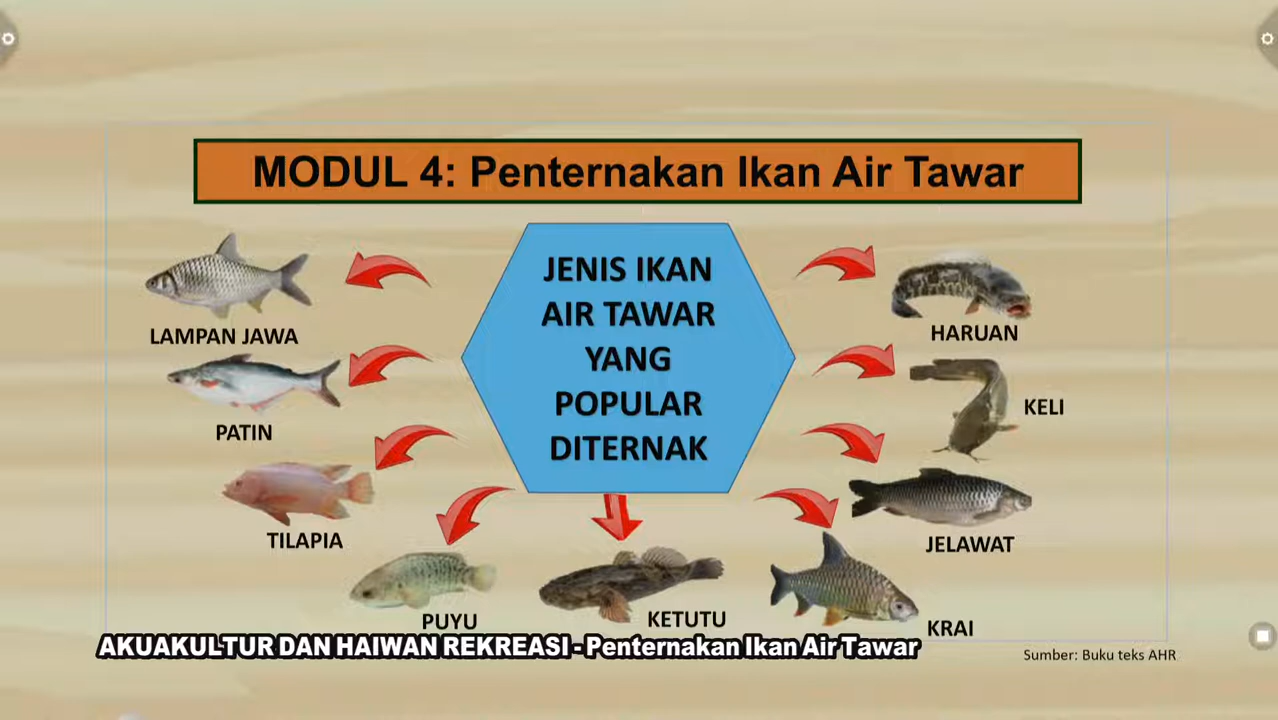 MODUL 4: Penternakan Ikan Air Tawar
JENIS IKAN
AIR TAWAR
YANG
POPULAR
DITERNAK
LAMPAN JAWA
PATIN
TILAPIA
PUYU
KETUTU
KRAI
JELAWAT
KELI
HARUAN
AKUAKULTUR DAN HAIWAN REKREASI - Penternakan Ikan Air Tawar
Sumber: Buku teks AHR